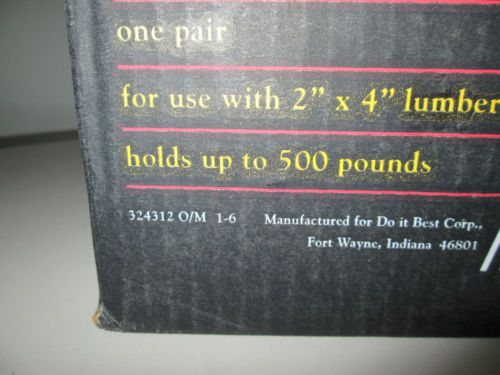 one pair
for use with 2" x 4" lumber
holds up to 500 pounds
324312 O/M 1-6 Manufactured for Do it Best Corp.,
Fort Wayne, Indiana 46801